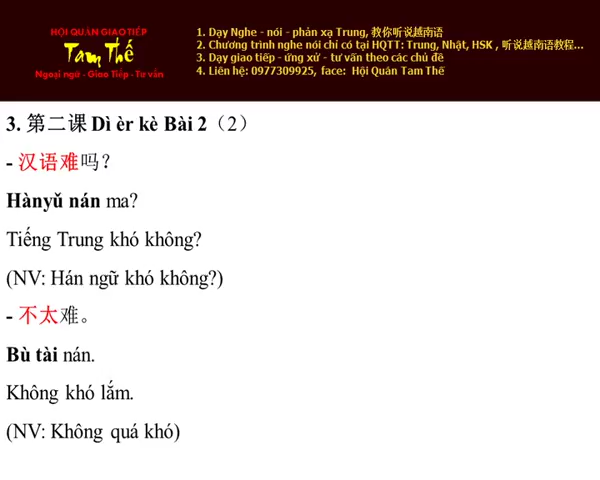 HỘI QUÁN GIAO TIẾP
Tam Thế
Ngoại ngữ - Giao Tiếp - Tư vấn
1. Dạy Nghe - nói - phản xạ Trung, 教你听说越南语
2. Chương trình nghe nói chỉ có tại HQTT: Trung, Nhật, HSK , 听说越南语教程...
3. Dạy giao tiếp - ứng xử - tư vấn theo các chủ đề
4. Liên hệ: 0977309925, face: Hội Quán Tam Thế
3. 第二课 Dì èr kè Bài 2（2）
- 汉语难吗?
Hànyǔ nán ma?
Tiếng Trung khó không?
(NV: Hán ngữ khó không?)
- 不太难。
Bù tài nán.
Không khó lắm.
(NV: Không quá khó)